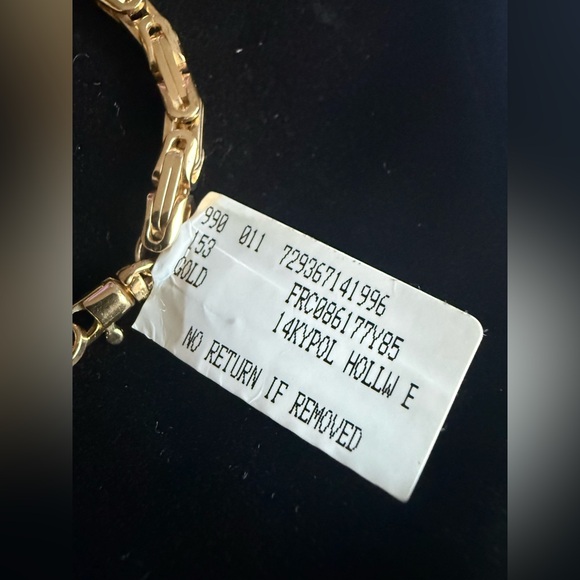 990 011 729367141996
153 FRC086177Y85
GOLD 14KYPOL HOLLW E
NO RETURN IF REMOVED